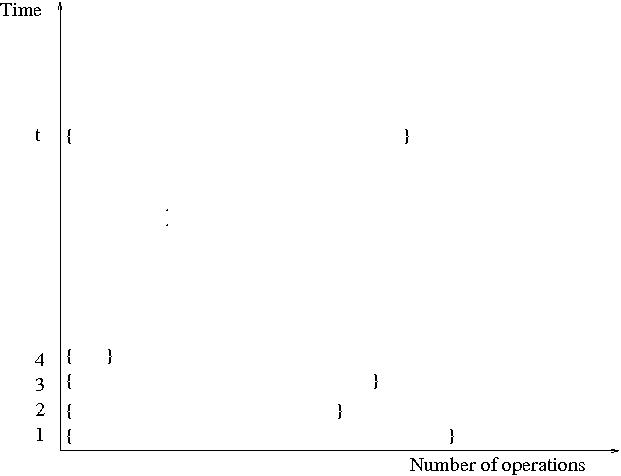 Time
t { }
:
4 { }
3 { }
2 { }
1 { }
Number of operations